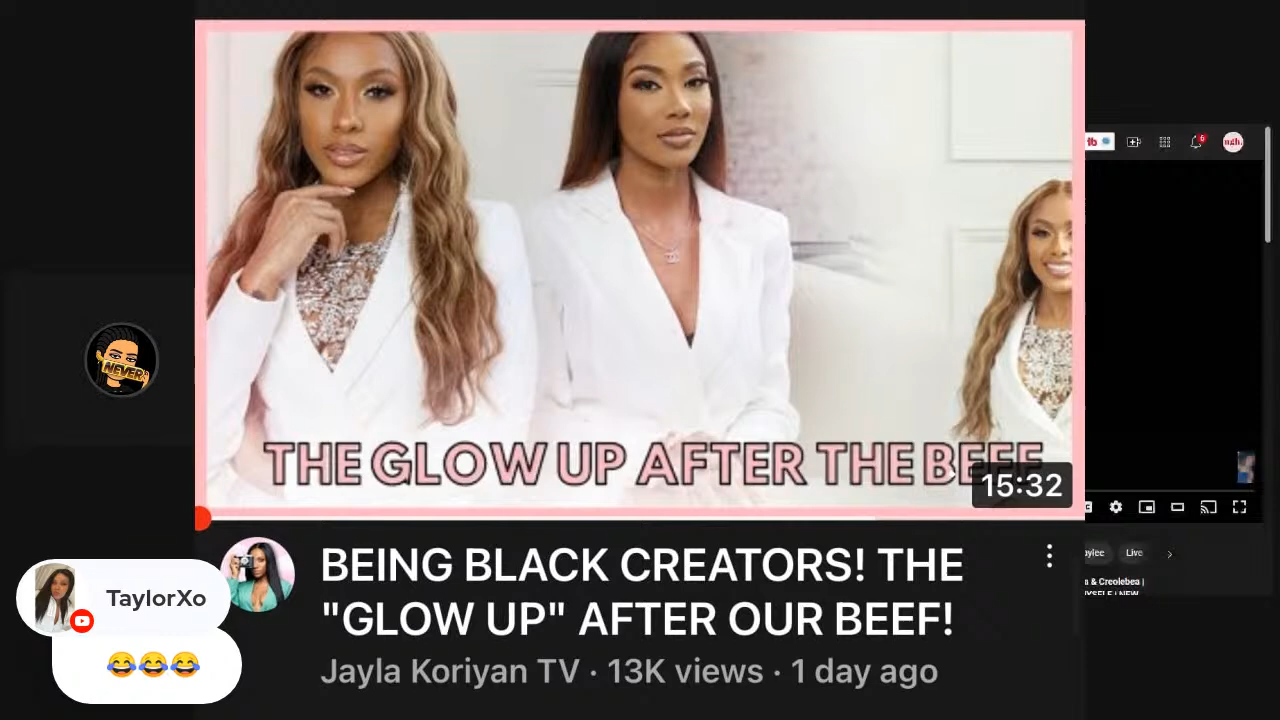 THE GLOW UP AFTER THE BEEF
15:32
BEING BLACK CREATORS! THE
"GLOW UP" AFTER OUR BEEF!
Jayla Koriyan TV · 13K views · 1 day ago
NEVER
TaylorXo
😂😂😂
6
Live